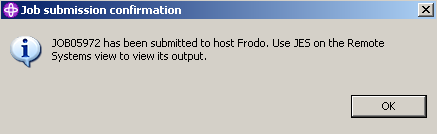 Job submission confirmation
JOB05972 has been submitted to host Frodo. Use JES on the Remote
Systems view to view its output.
OK